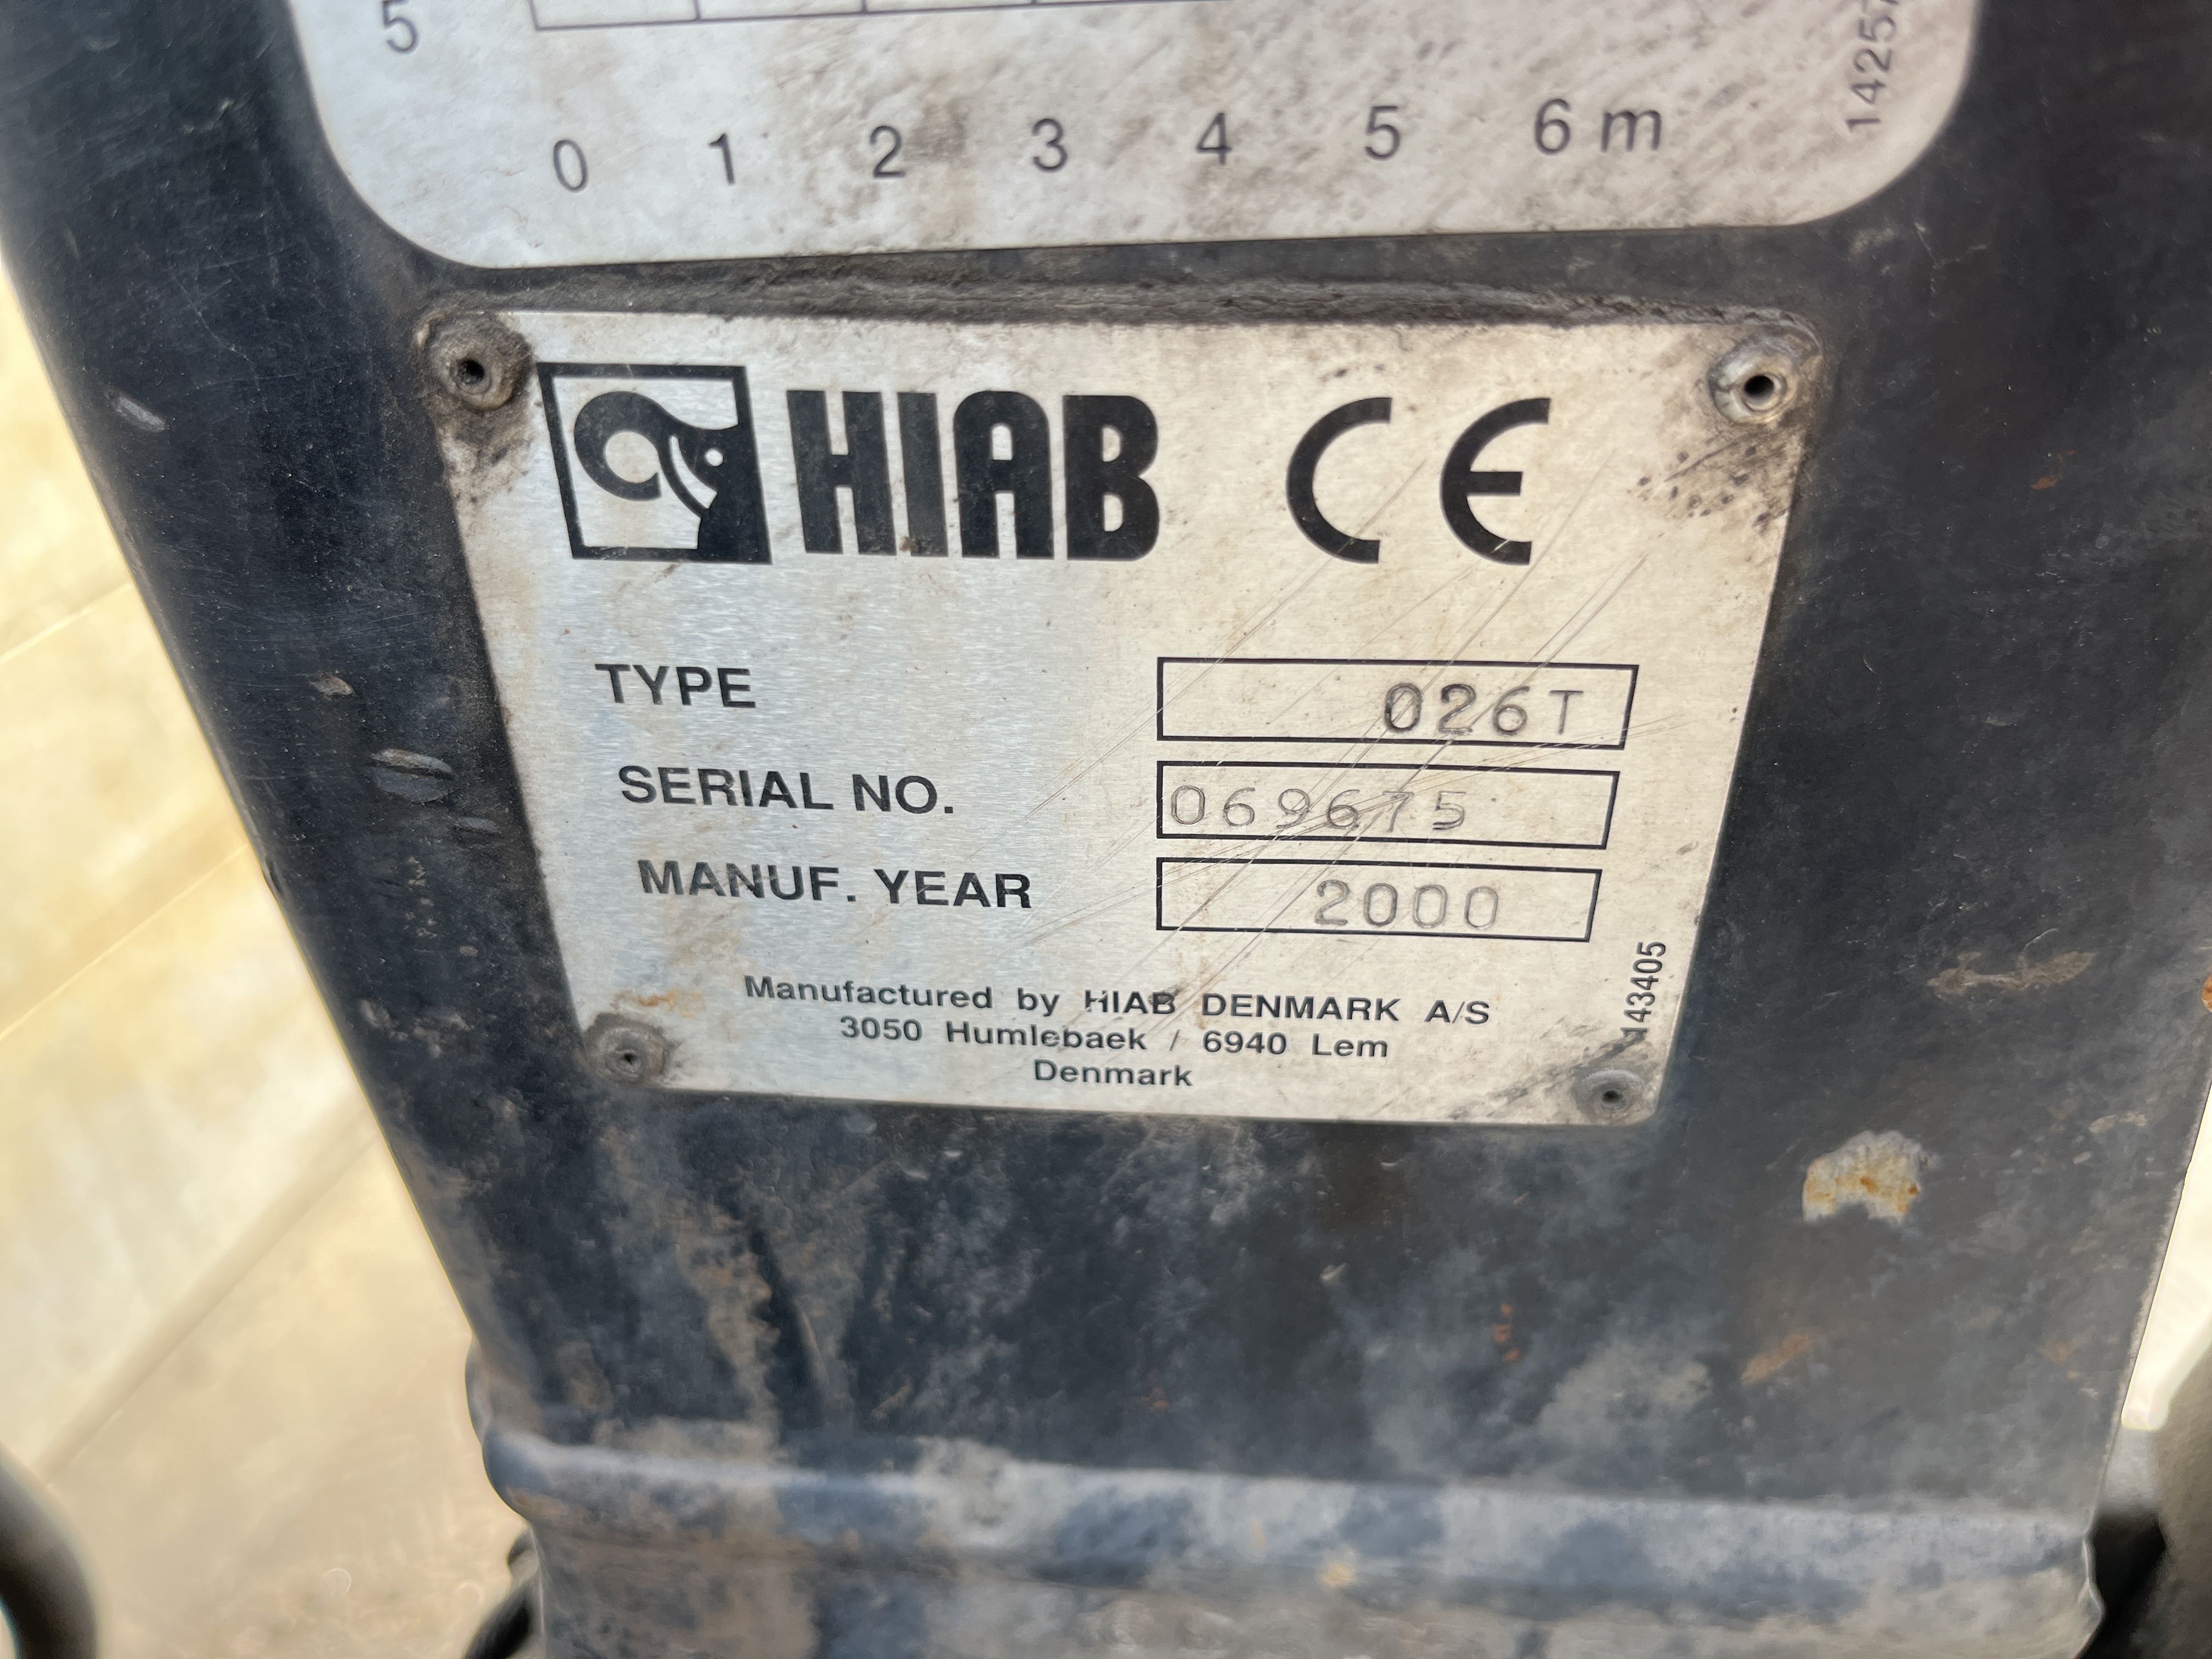 5
0 1 2 3 4 5 6 m
HIAB CE
TYPE 026T
SERIAL NO. 069675
MANUF. YEAR 2000
Manufactured by HIAB DENMARK A/S
3050 Humlebaek / 6940 Lem
Denmark
143405